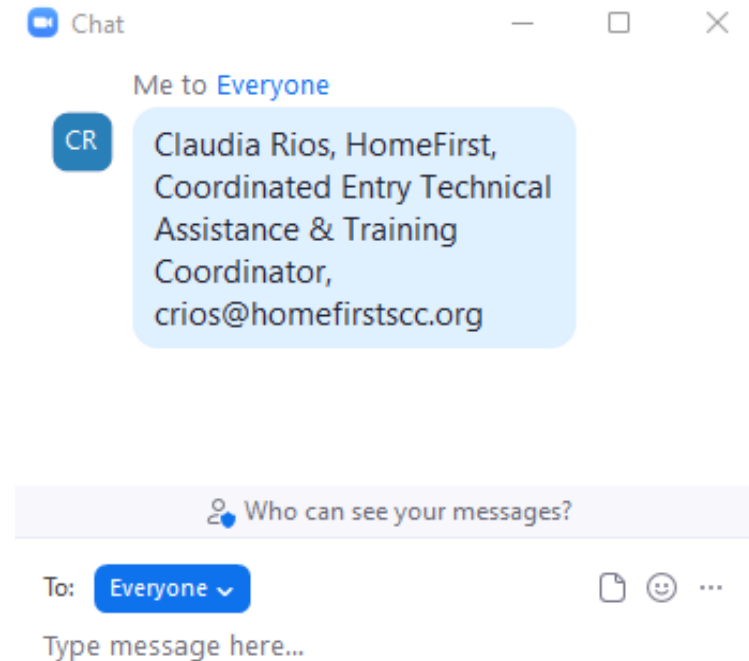 Chat
Me to Everyone
CR
Claudia Rios, HomeFirst,
Coordinated Entry Technical
Assistance & Training
Coordinator,
crios@homefirstscc.org
Who can see your messages?
To: Everyone
Type message here...